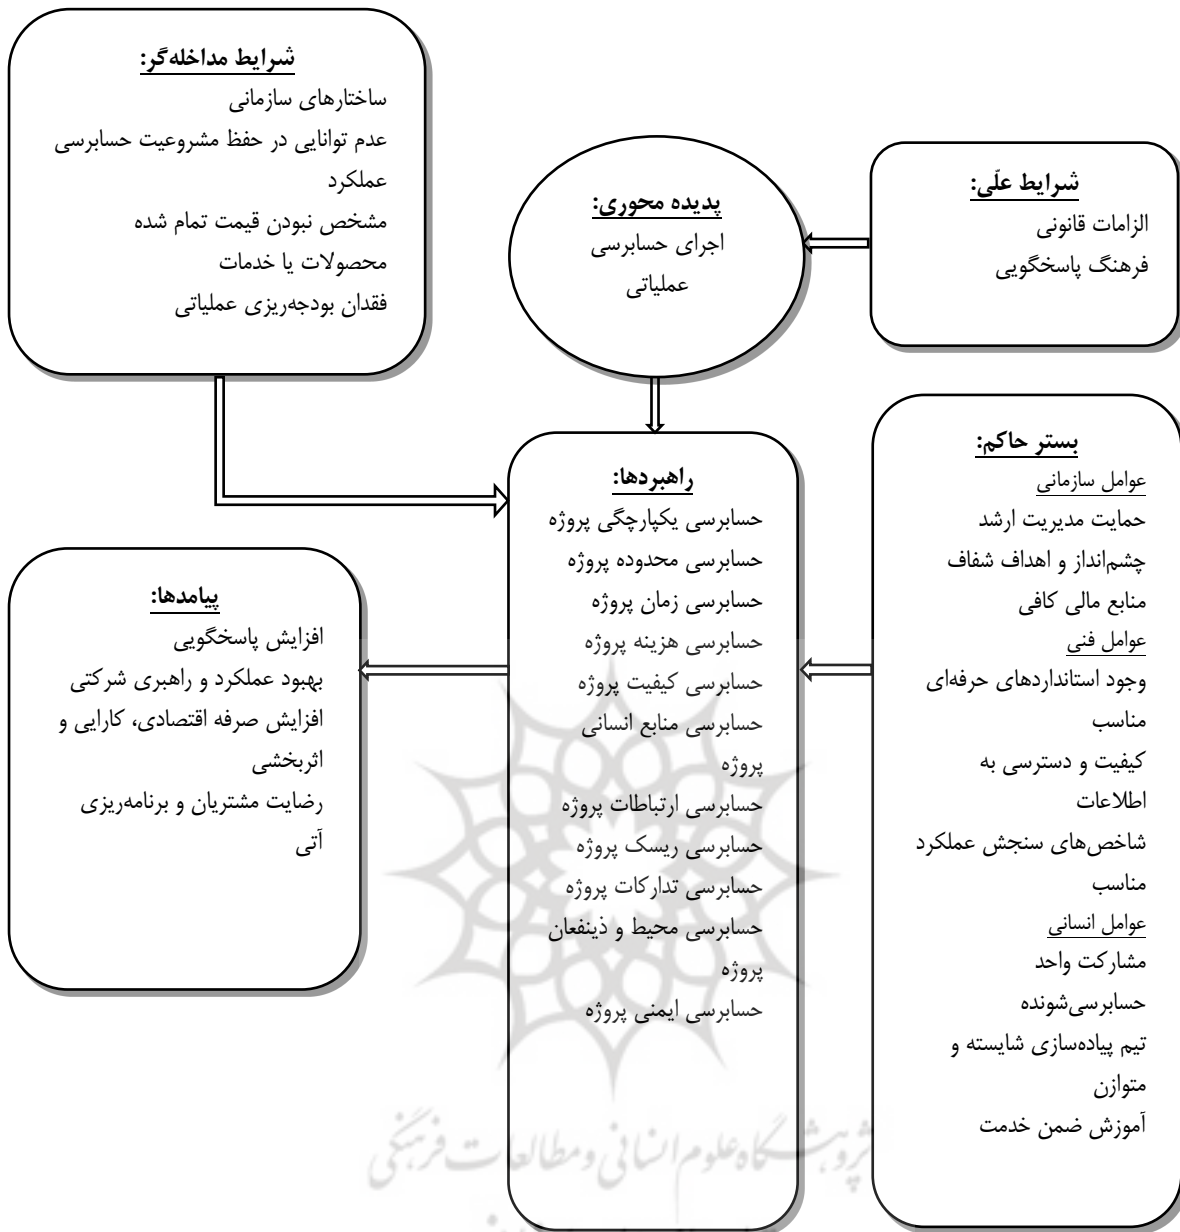 شرایط مداخله‌گر:
ساختارهای سازمانی
عدم توانایی در حفظ مشروعیت حسابرسی
عملکرد
مشخص نبودن قیمت تمام شده
محصولات یا خدمات
فقدان بودجه‌ریزی عملیاتی
پدیده محوری:
اجرای حسابرسی
عملیاتی
شرایط علّی:
الزامات قانونی
فرهنگ پاسخگویی
بستر حاکم:
عوامل سازمانی
حمایت مدیریت ارشد
چشم‌انداز و اهداف شفاف
منابع مالی کافی
عوامل فنی
وجود استانداردهای حرفه‌ای
مناسب
کیفیت و دسترسی به
اطلاعات
شاخص‌های سنجش عملکرد
مناسب
عوامل انسانی
مشارکت واحد
حسابرسی‌شونده
تیم پیاده‌سازی شایسته و
متوازن
آموزش ضمن خدمت
راهبردها:
حسابرسی یکپارچگی پروژه
حسابرسی محدوده پروژه
حسابرسی زمان پروژه
حسابرسی هزینه پروژه
حسابرسی کیفیت پروژه
حسابرسی منابع انسانی
پروژه
حسابرسی ارتباطات پروژه
حسابرسی ریسک پروژه
حسابرسی تدارکات پروژه
حسابرسی محیط و ذینفعان
پروژه
حسابرسی ایمنی پروژه
پیامدها:
افزایش پاسخگویی
بهبود عملکرد و راهبری شرکتی
افزایش صرفه اقتصادی، کارایی و
اثربخشی
رضایت مشتریان و برنامه‌ریزی
آتی
پژوهشگاه علوم انسانی و مطالعات فرهنگی